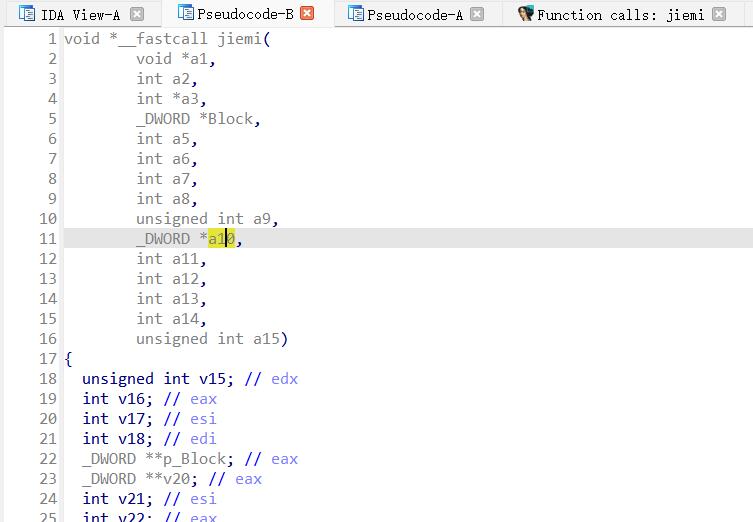 IDA View-A Pseudocode-B Pseudocode-A Function calls: jiemi
1 void *__fastcall jiemi(
2 void *a1,
3 int a2,
4 int *a3,
5 _DWORD *Block,
6 int a5,
7 int a6,
8 int a7,
9 int a8,
10 unsigned int a9,
11 _DWORD *a10,
12 int a11,
13 int a12,
14 int a13,
15 int a14,
16 unsigned int a15)
17 {
18 unsigned int v15; // edx
19 int v16; // eax
20 int v17; // esi
21 int v18; // edi
22 _DWORD **p_Block; // eax
23 _DWORD **v20; // eax
24 int v21; // esi
25 int v22; // eax